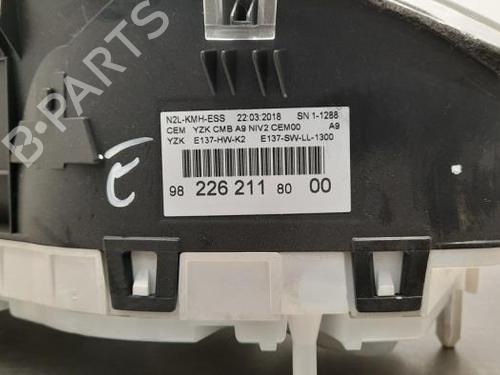 B-PARTS
N2L-KMH-ESS 22:03:2018 SN 1-1288
CEM YZK CMB A9 NIV2 CEM00 A9
YZK E137-HW-K2 E137-SW-LL-1300
98 226 211 80 00